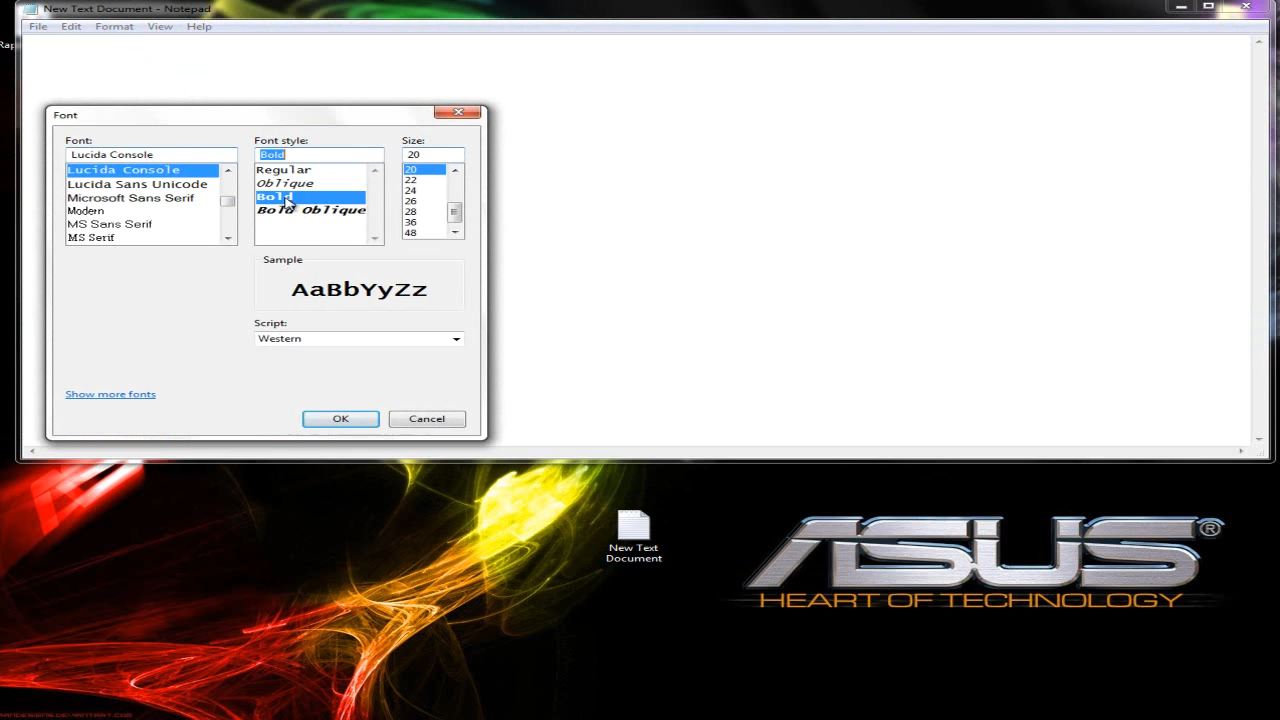 New Text Document - Notepad
File Edit Format View Help
Font
Font:
Lucida Console
Lucida Console
Lucida Sans Unicode
Microsoft Sans Serif
Modern
MS Sans Serif
MS Serif
Font style:
Bold
Regular
Oblique
Bold
Bold Oblique
Size:
20
20
22
24
26
28
36
48
Sample
AaBbYyZz
Script:
Western
Show more fonts
OK Cancel
New Text
Document
ASUS®
HEART OF TECHNOLOGY